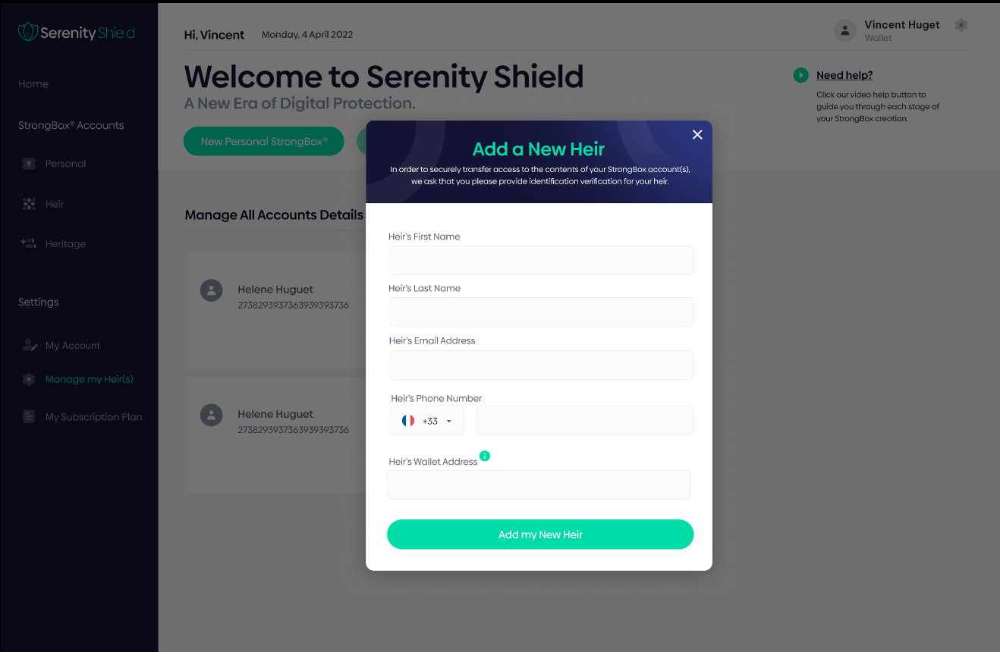 Serenity Shield
Hi, Vincent
Monday, 4 April 2022
Vincent Huget
Wallet
Home
StrongBox® Accounts
Personal
Heir
Heritage
Settings
My Account
Manage my Heir(s)
My Subscription Plan
Welcome to Serenity Shield
A New Era of Digital Protection.
New Personal StrongBox®
Need help?
Click our video help button to
guide you through each stage of
your StrongBox creation.
Manage All Accounts Details
Helene Huguet
2738293937363939393736
Helene Huguet
2738293937363939393736
Add a New Heir
In order to securely transfer access to the contents of your StrongBox account(s),
we ask that you please provide identification verification for your heir.
Heir's First Name
Heir's Last Name
Heir's Email Address
Heir's Phone Number
+33
Heir's Wallet Address
Add my New Heir